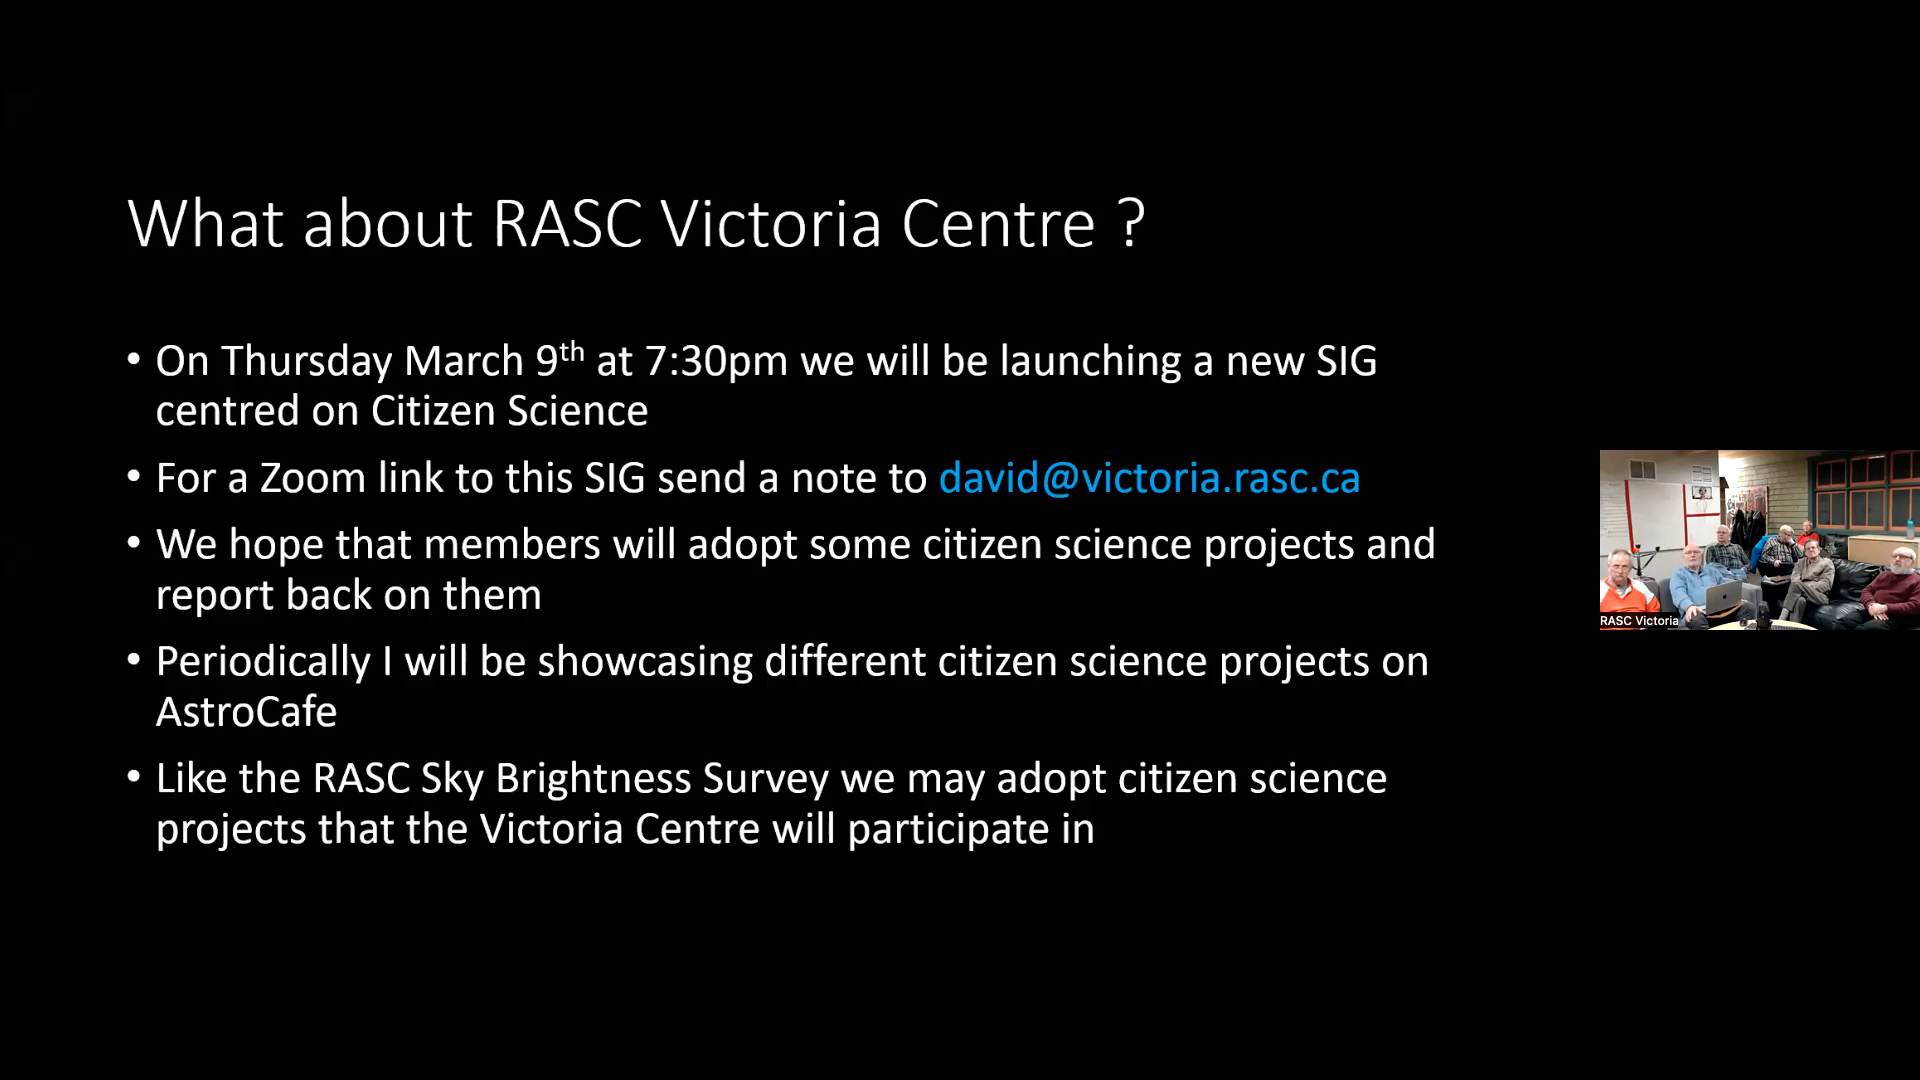 What about RASC Victoria Centre ?
• On Thursday March 9th at 7:30pm we will be launching a new SIG
centred on Citizen Science
• For a Zoom link to this SIG send a note to david@victoria.rasc.ca
• We hope that members will adopt some citizen science projects and
report back on them
• Periodically I will be showcasing different citizen science projects on
AstroCafe
• Like the RASC Sky Brightness Survey we may adopt citizen science
projects that the Victoria Centre will participate in
RASC Victoria